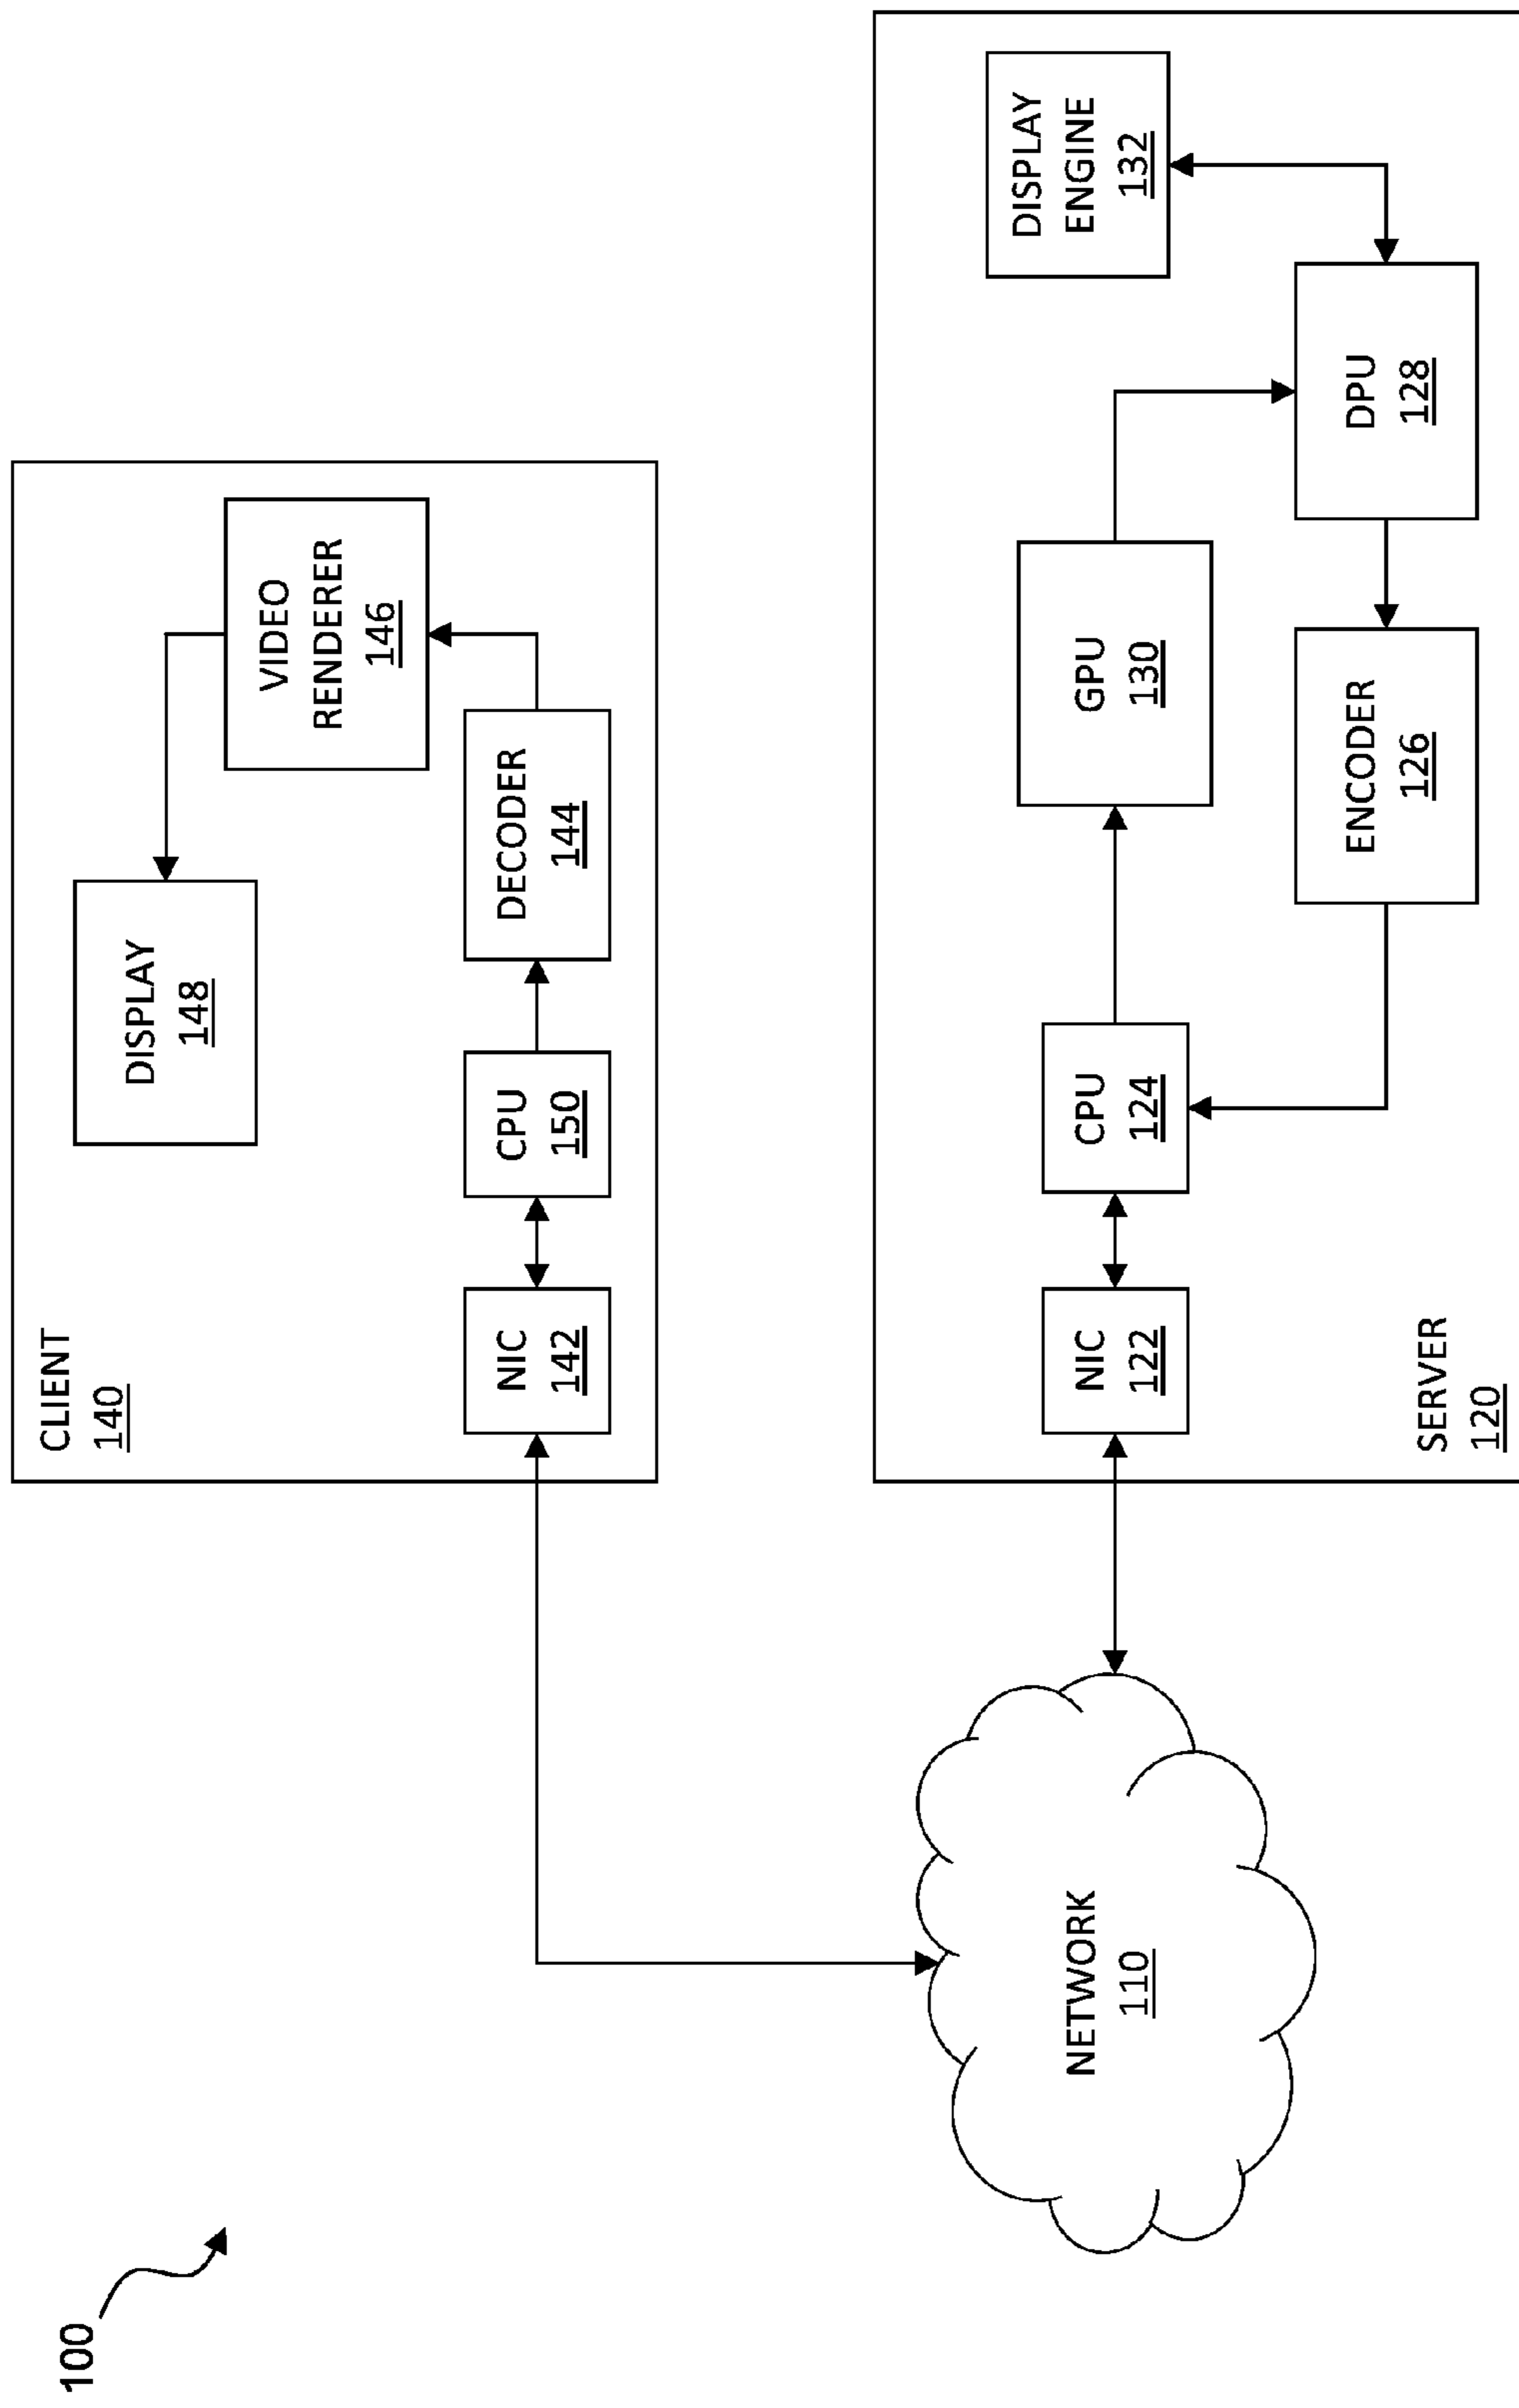 100
NETWORK
110
CLIENT
140
NIC
142
CPU
150
DECODER
144
VIDEO
RENDERER
146
DISPLAY
148
SERVER
120
NIC
122
CPU
124
GPU
130
ENCODER
126
DPU
128
DISPLAY
ENGINE
132